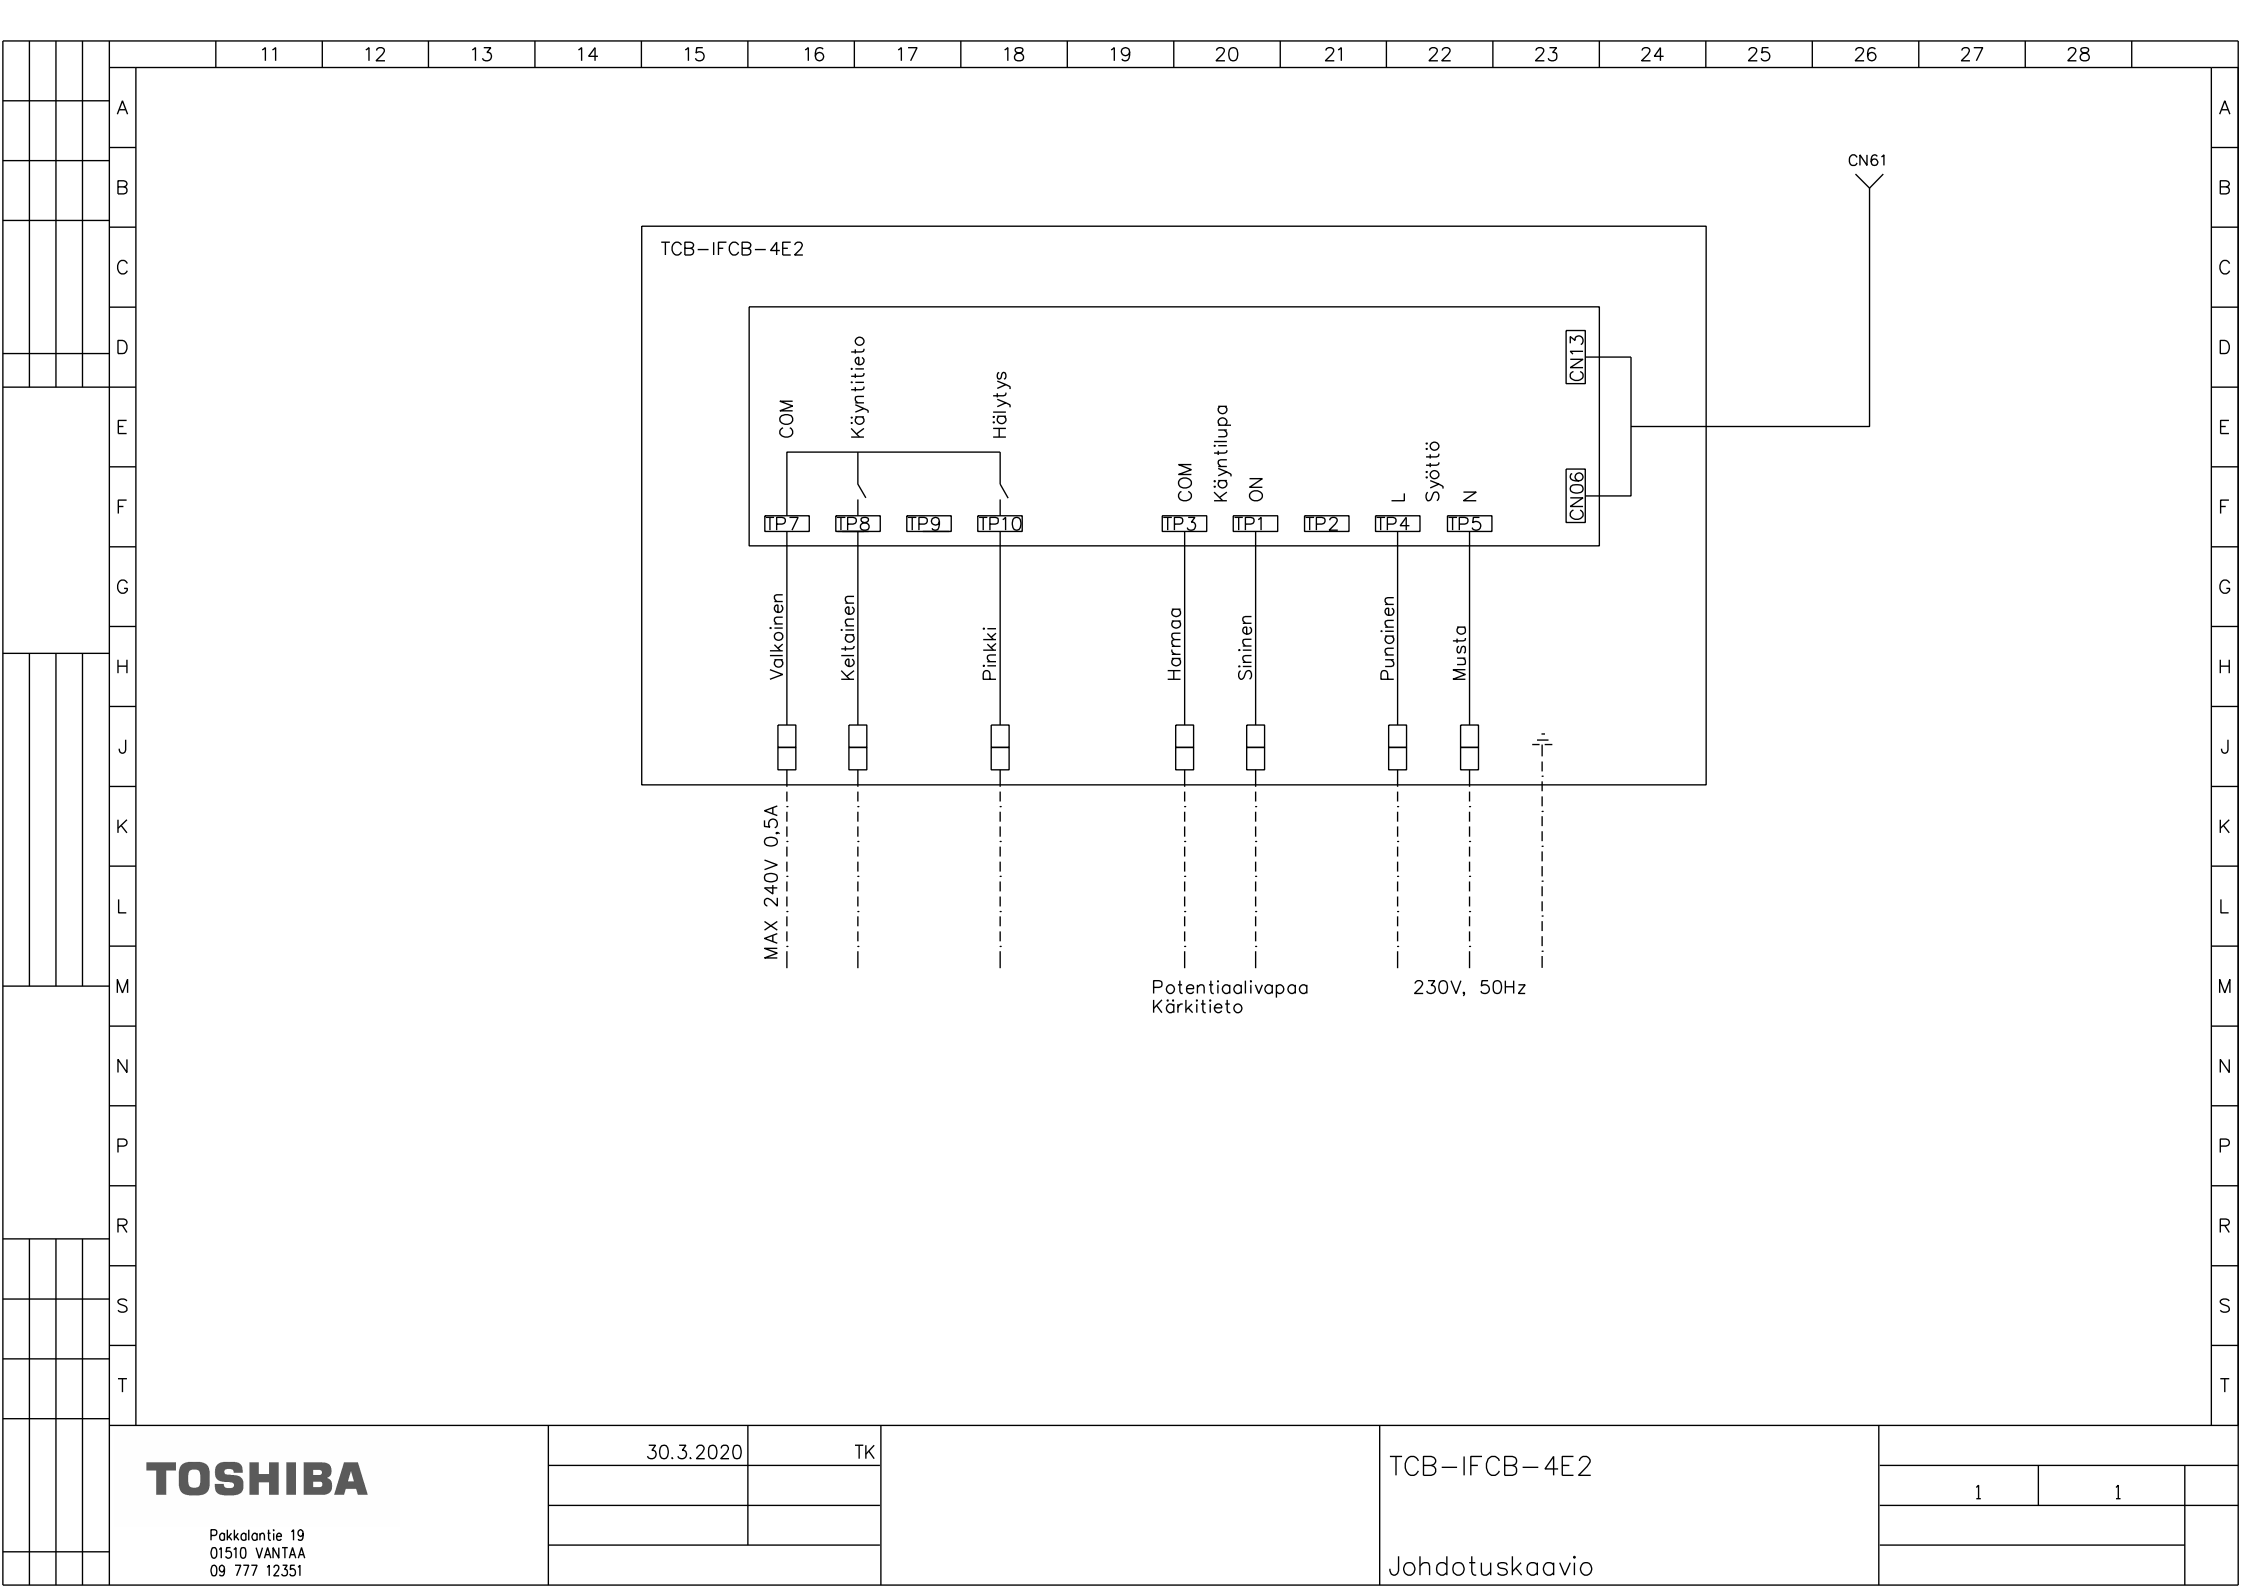 11 12 13 14 15 16 17 18 19 20 21 22 23 24 25 26 27 28
A A
CN61
B B
TCB-IFCB-4E2
C C
D D
CN13
COM
Käyntitieto
Hälytys
E E
COM
Käyntilupa
ON
L
Syöttö
N
CN06
F F
TP7 TP8 TP9 TP10 TP3 TP1 TP2 TP4 TP5
G G
Valkoinen
Keltainen
Pinkki
Harmaa
Sininen
Punainen
Musta
H H
J J
K K
MAX 240V 0,5A
L L
M M
Potentiaalivapaa
Kärkitieto
230V, 50Hz
N N
P P
R R
S S
T T
TOSHIBA
Pakkalantie 19
01510 VANTAA
09 777 12351
30.3.2020 TK
TCB-IFCB-4E2
Johdotuskaavio
1 1